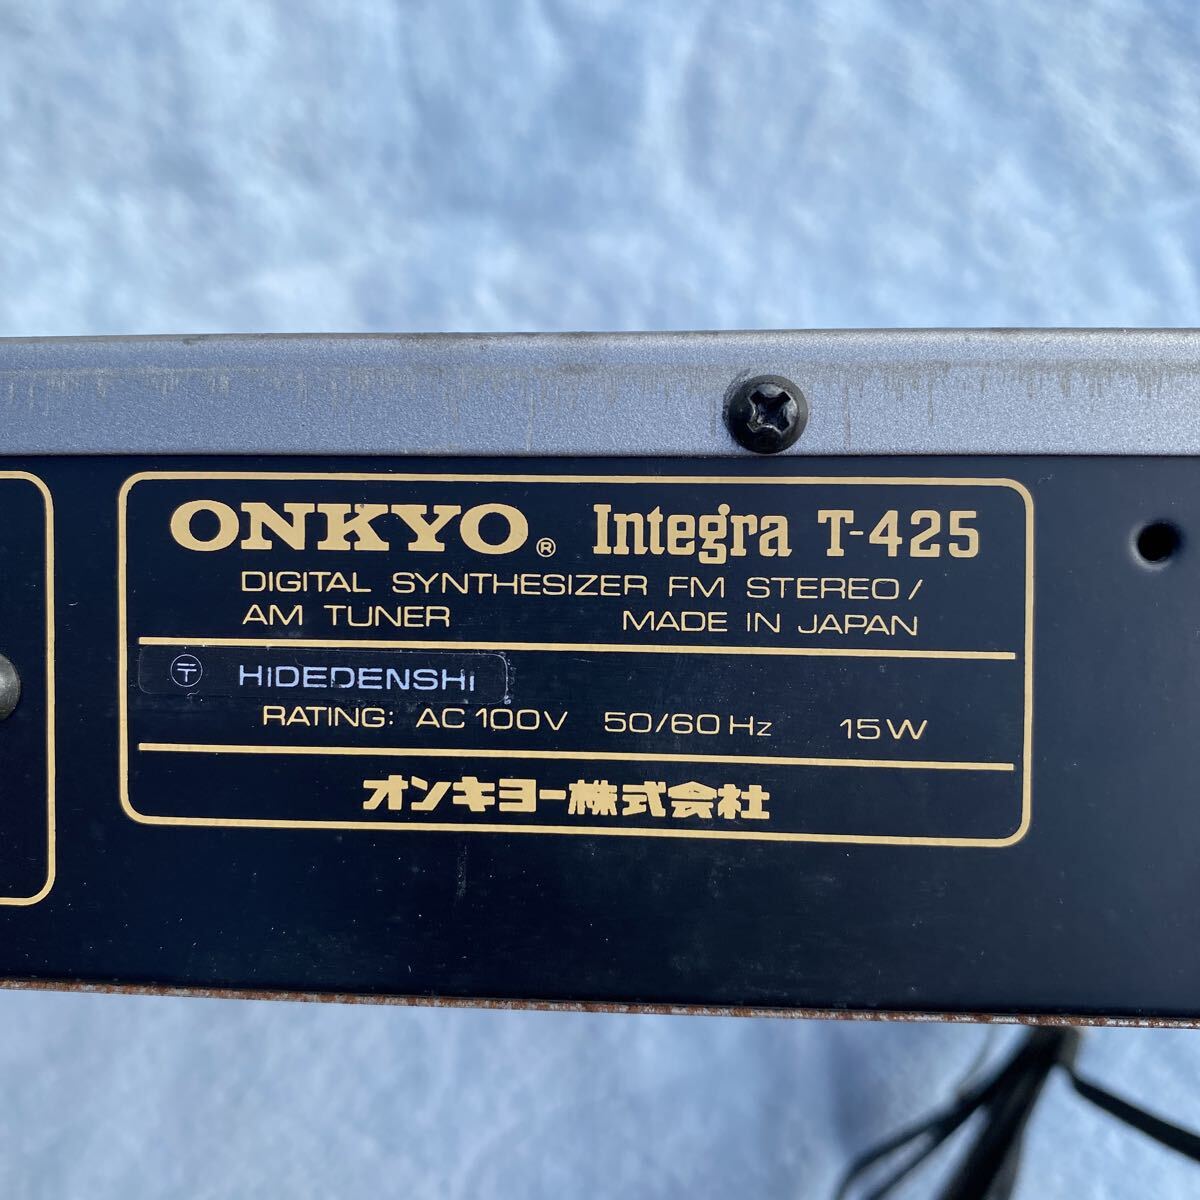 ONKYO® Integra T-425
DIGITAL SYNTHESIZER FM STEREO/
AM TUNER MADE IN JAPAN
〶 HIDEDENSHI
RATING: AC 100V 50/60 Hz 15W
オンキヨー株式会社